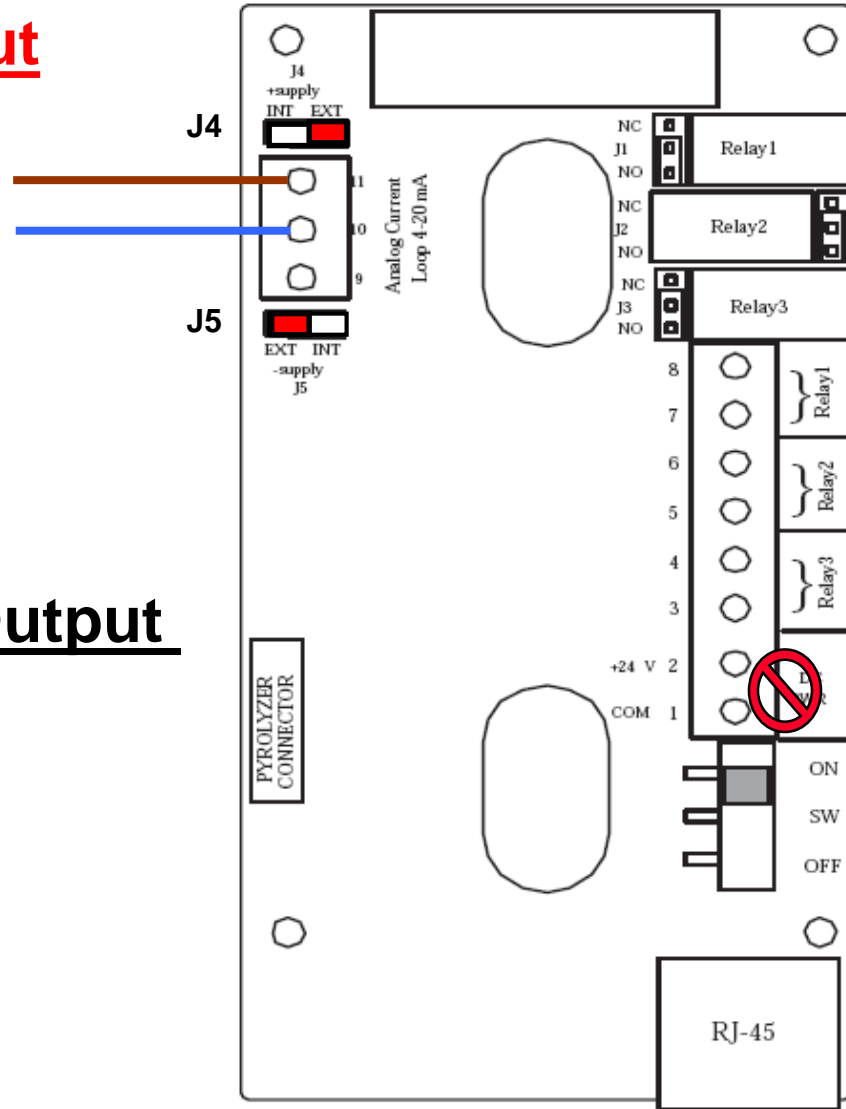 ut
J4
+supply
INT EXT
J4
11
10
9
Analog Current
Loop 4-20 mA
J5
EXT INT
-supply
J5
NC
J1
NO
Relay1
NC
J2
NO
Relay2
NC
J3
NO
Relay3
8
7
Relay1
6
5
Relay2
4
3
Relay3
+24 V 2
COM 1
utput
PYROLYZER
CONNECTOR
ON
SW
OFF
RJ-45